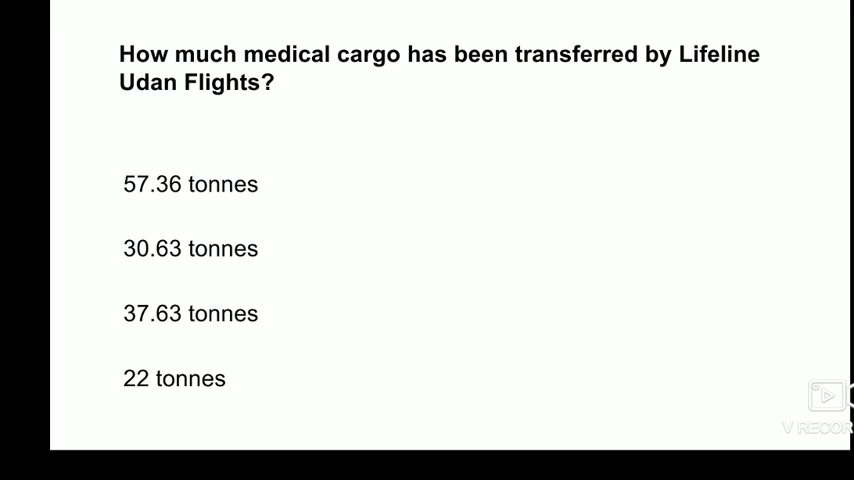 How much medical cargo has been transferred by Lifeline
Udan Flights?
57.36 tonnes
30.63 tonnes
37.63 tonnes
22 tonnes
V RECOR